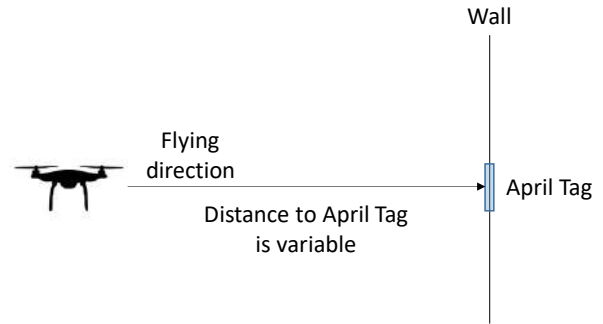 Wall
Flying
direction
April Tag
Distance to April Tag
is variable